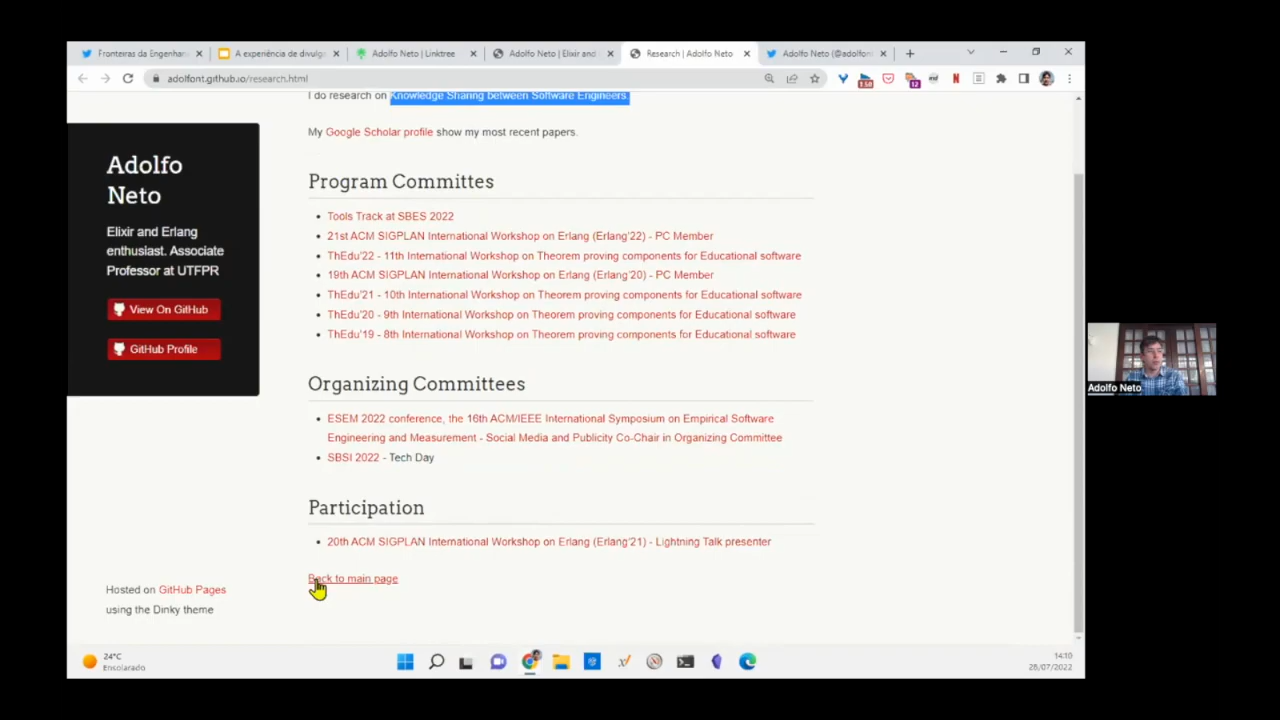 Fronteiras da Engenhar
A experiência de divulga
Adolfo Neto | Linktree
Adolfo Neto | Elixir and
Research | Adolfo Neto
Adolfo Neto (@adolfont
adolfont.github.io/research.html
I do research on Knowledge Sharing between Software Engineers.
My Google Scholar profile show my most recent papers.
Adolfo
Neto
Elixir and Erlang
enthusiast. Associate
Professor at UTFPR
View On GitHub
GitHub Profile
Program Committes
Tools Track at SBES 2022
21st ACM SIGPLAN International Workshop on Erlang (Erlang'22) - PC Member
ThEdu'22 - 11th International Workshop on Theorem proving components for Educational software
19th ACM SIGPLAN International Workshop on Erlang (Erlang'20) - PC Member
ThEdu'21 - 10th International Workshop on Theorem proving components for Educational software
ThEdu'20 - 9th International Workshop on Theorem proving components for Educational software
ThEdu'19 - 8th International Workshop on Theorem proving components for Educational software
Organizing Committees
ESEM 2022 conference, the 16th ACM/IEEE International Symposium on Empirical Software
Engineering and Measurement - Social Media and Publicity Co-Chair in Organizing Committee
SBSI 2022 - Tech Day
Participation
20th ACM SIGPLAN International Workshop on Erlang (Erlang'21) - Lightning Talk presenter
Back to main page
Hosted on GitHub Pages
using the Dinky theme
Adolfo Neto
24°C
Ensolarado
14:10
28/07/2022